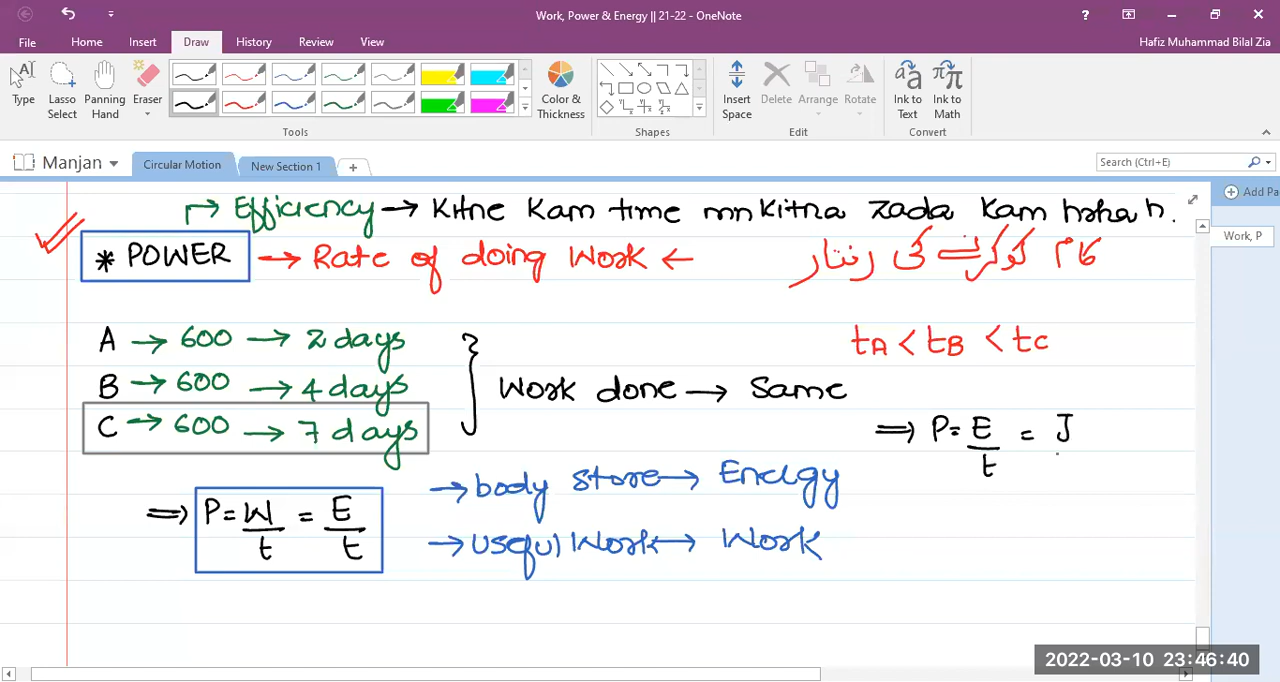 Work, Power & Energy || 21-22 - OneNote
File Home Insert Draw History Review View Hafiz Muhammad Bilal Zia
Type Lasso Select Panning Hand Eraser Color & Thickness Insert Space Delete Arrange Rotate Ink to Text Ink to Math
Tools Shapes Edit Convert
Manjan Circular Motion New Section 1 Search (Ctrl+E)
Add Pa
Work, P
Efficiency → Kitne Kam time mn Kitna zada Kam hoha h.
* POWER → Rate of doing Work ← کام کو کرنے کی رفتار
A → 600 → 2 days
B → 600 → 4 days
C → 600 → 7 days
Work done → Same
tA < tB < tC
⇒ P = E/t = J
→ body store → Energy
⇒ P = W/t = E/t
→ useful Work → Work
2022-03-10 23:46:40